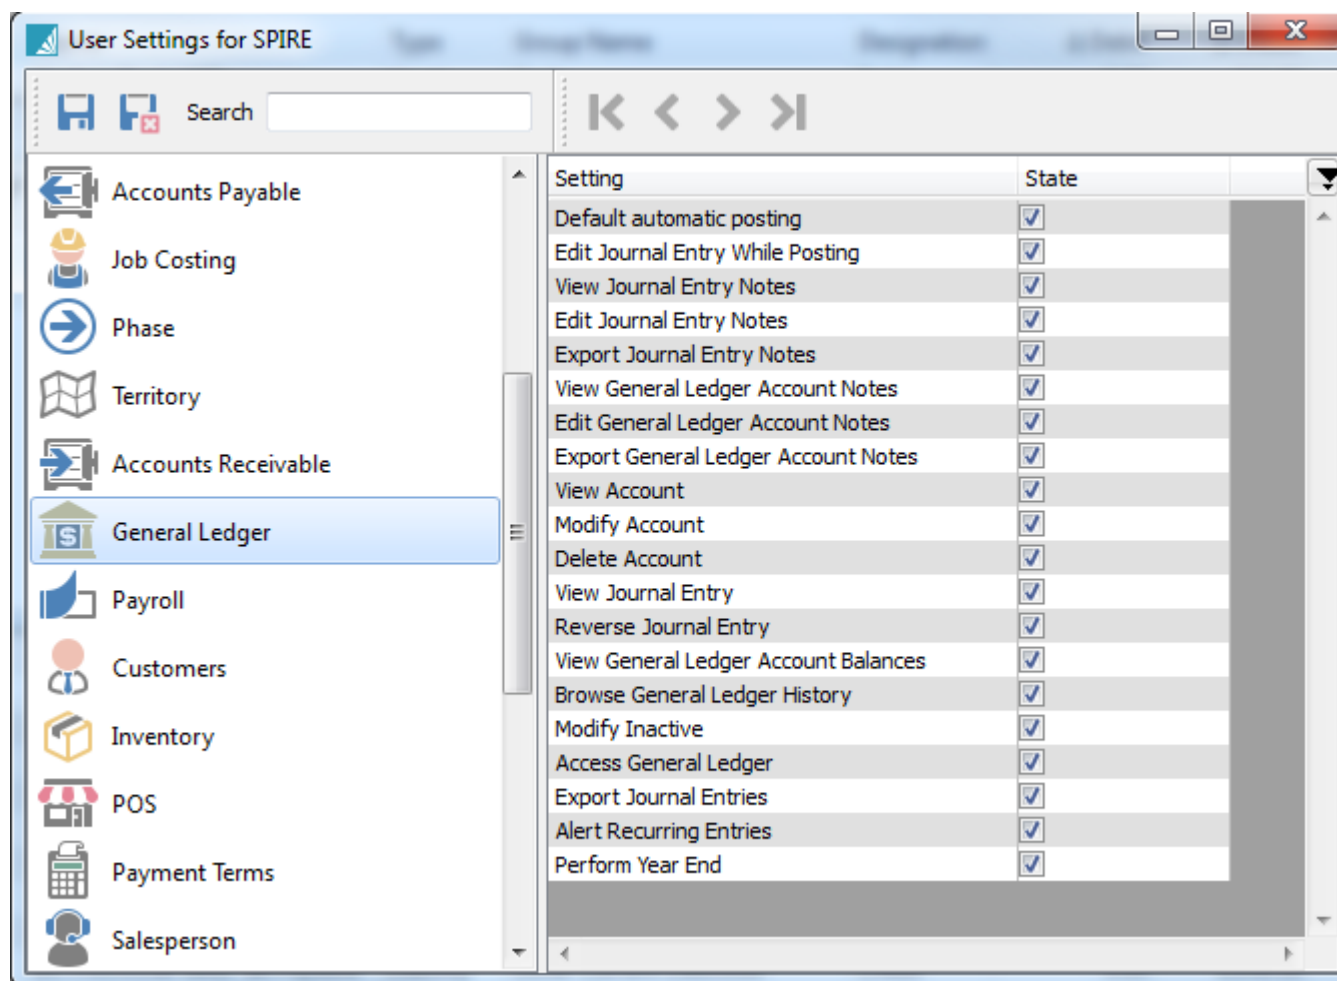 User Settings for SPIRE
Search
Accounts Payable
Job Costing
Phase
Territory
Accounts Receivable
General Ledger
Payroll
Customers
Inventory
POS
Payment Terms
Salesperson
Setting State
Default automatic posting
Edit Journal Entry While Posting
View Journal Entry Notes
Edit Journal Entry Notes
Export Journal Entry Notes
View General Ledger Account Notes
Edit General Ledger Account Notes
Export General Ledger Account Notes
View Account
Modify Account
Delete Account
View Journal Entry
Reverse Journal Entry
View General Ledger Account Balances
Browse General Ledger History
Modify Inactive
Access General Ledger
Export Journal Entries
Alert Recurring Entries
Perform Year End